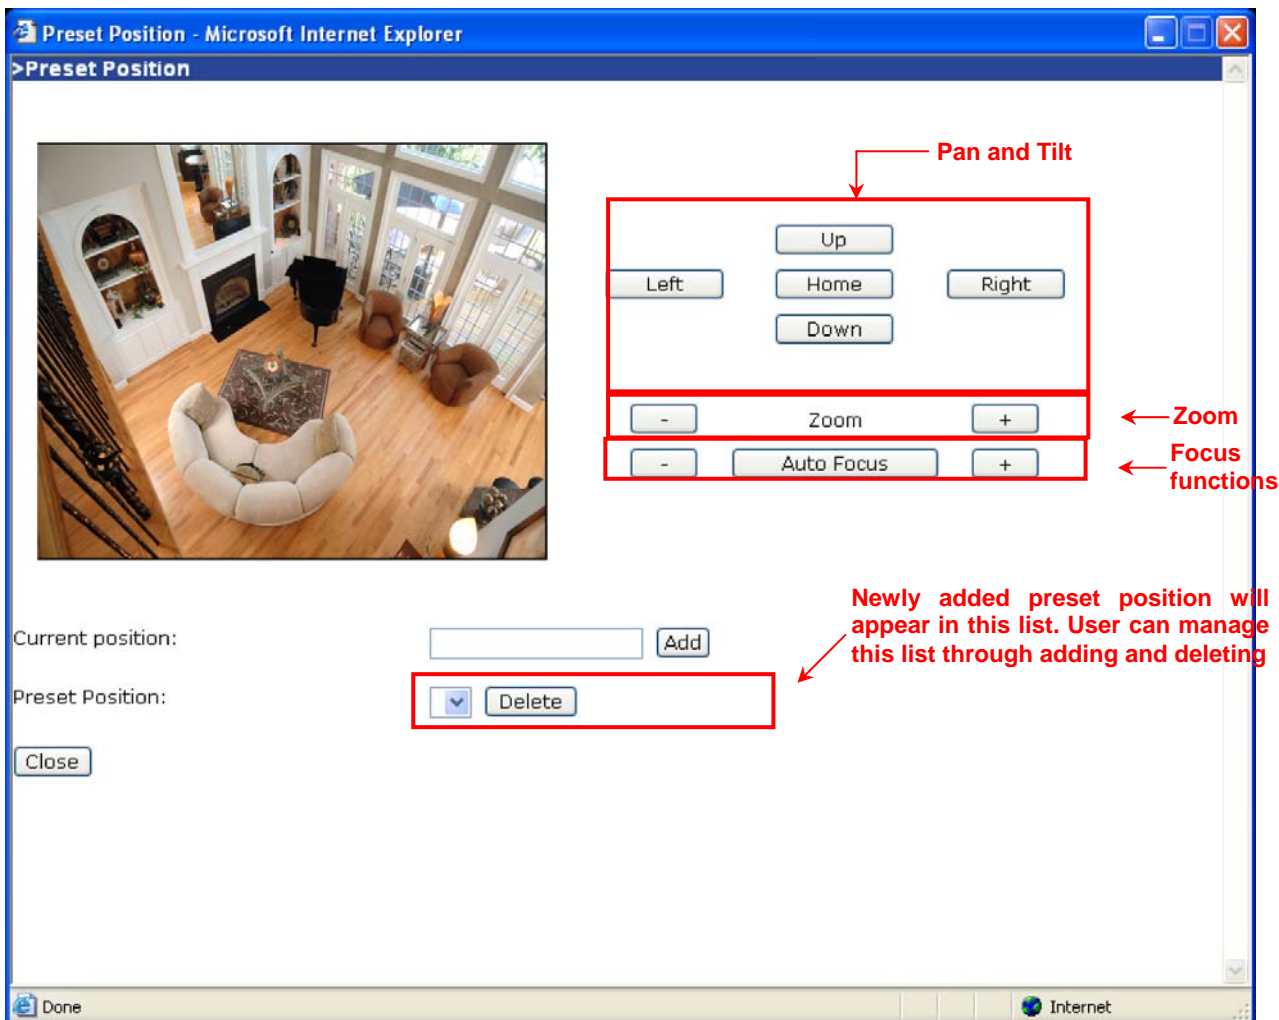 Preset Position - Microsoft Internet Explorer
>Preset Position
Pan and Tilt
Up
Left Home Right
Down
- Zoom +
Zoom
- Auto Focus +
Focus
functions
Newly added preset position will
appear in this list. User can manage
this list through adding and deleting
Current position: Add
Preset Position: Delete
Close
Done Internet